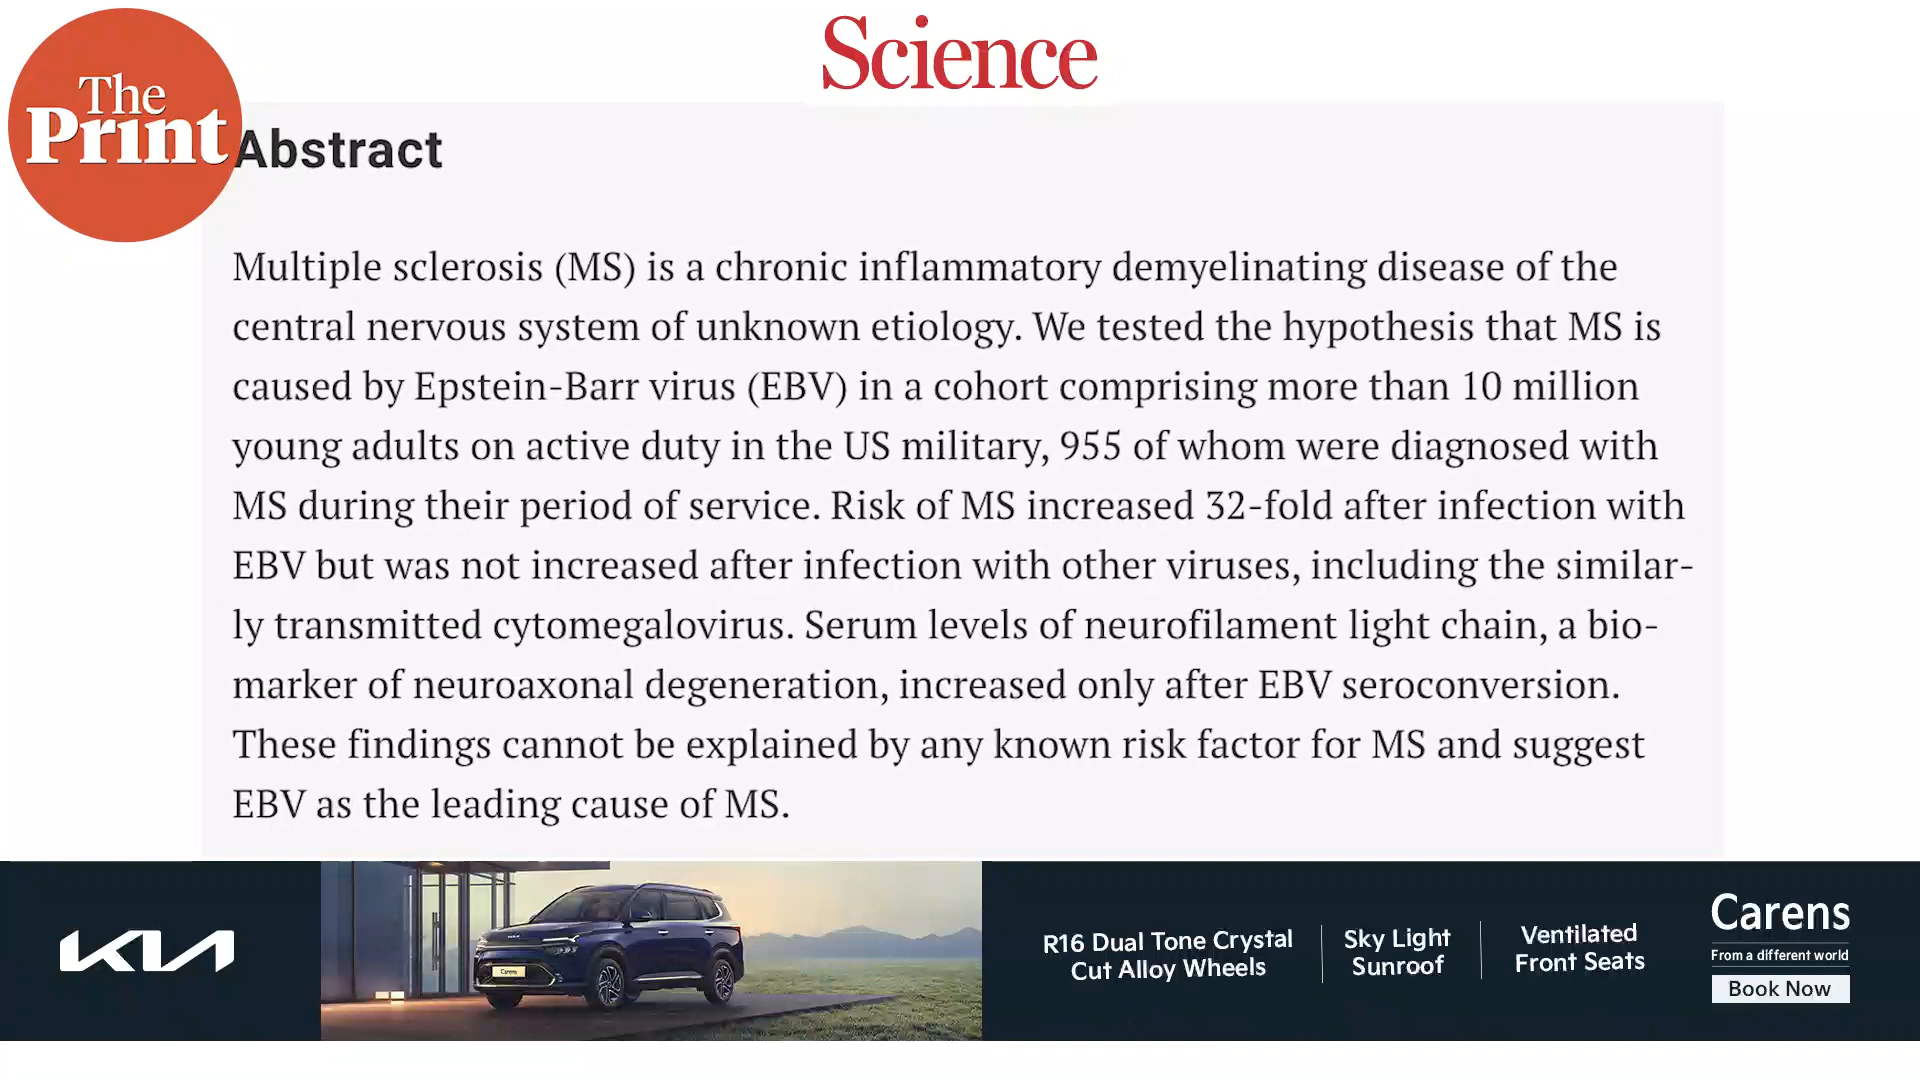 The
Print
Science
Abstract
Multiple sclerosis (MS) is a chronic inflammatory demyelinating disease of the
central nervous system of unknown etiology. We tested the hypothesis that MS is
caused by Epstein-Barr virus (EBV) in a cohort comprising more than 10 million
young adults on active duty in the US military, 955 of whom were diagnosed with
MS during their period of service. Risk of MS increased 32-fold after infection with
EBV but was not increased after infection with other viruses, including the similar-
ly transmitted cytomegalovirus. Serum levels of neurofilament light chain, a bio-
marker of neuroaxonal degeneration, increased only after EBV seroconversion.
These findings cannot be explained by any known risk factor for MS and suggest
EBV as the leading cause of MS.
KIA
Carens
R16 Dual Tone Crystal
Cut Alloy Wheels
Sky Light
Sunroof
Ventilated
Front Seats
Carens
From a different world
Book Now